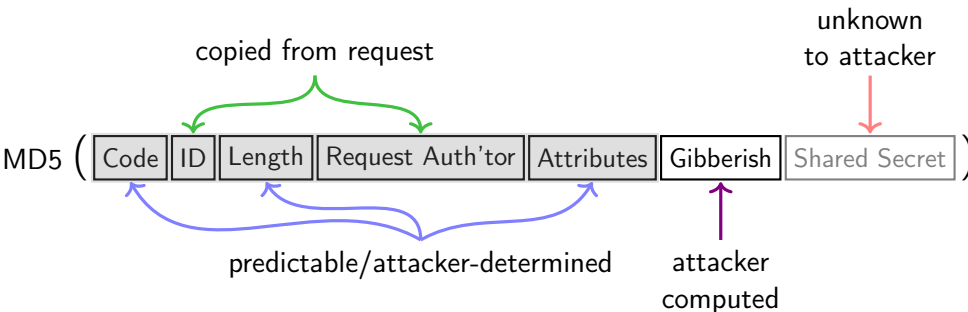 unknown
to attacker
copied from request
MD5 ( Code ID Length Request Auth'tor Attributes Gibberish Shared Secret )
predictable/attacker-determined
attacker
computed